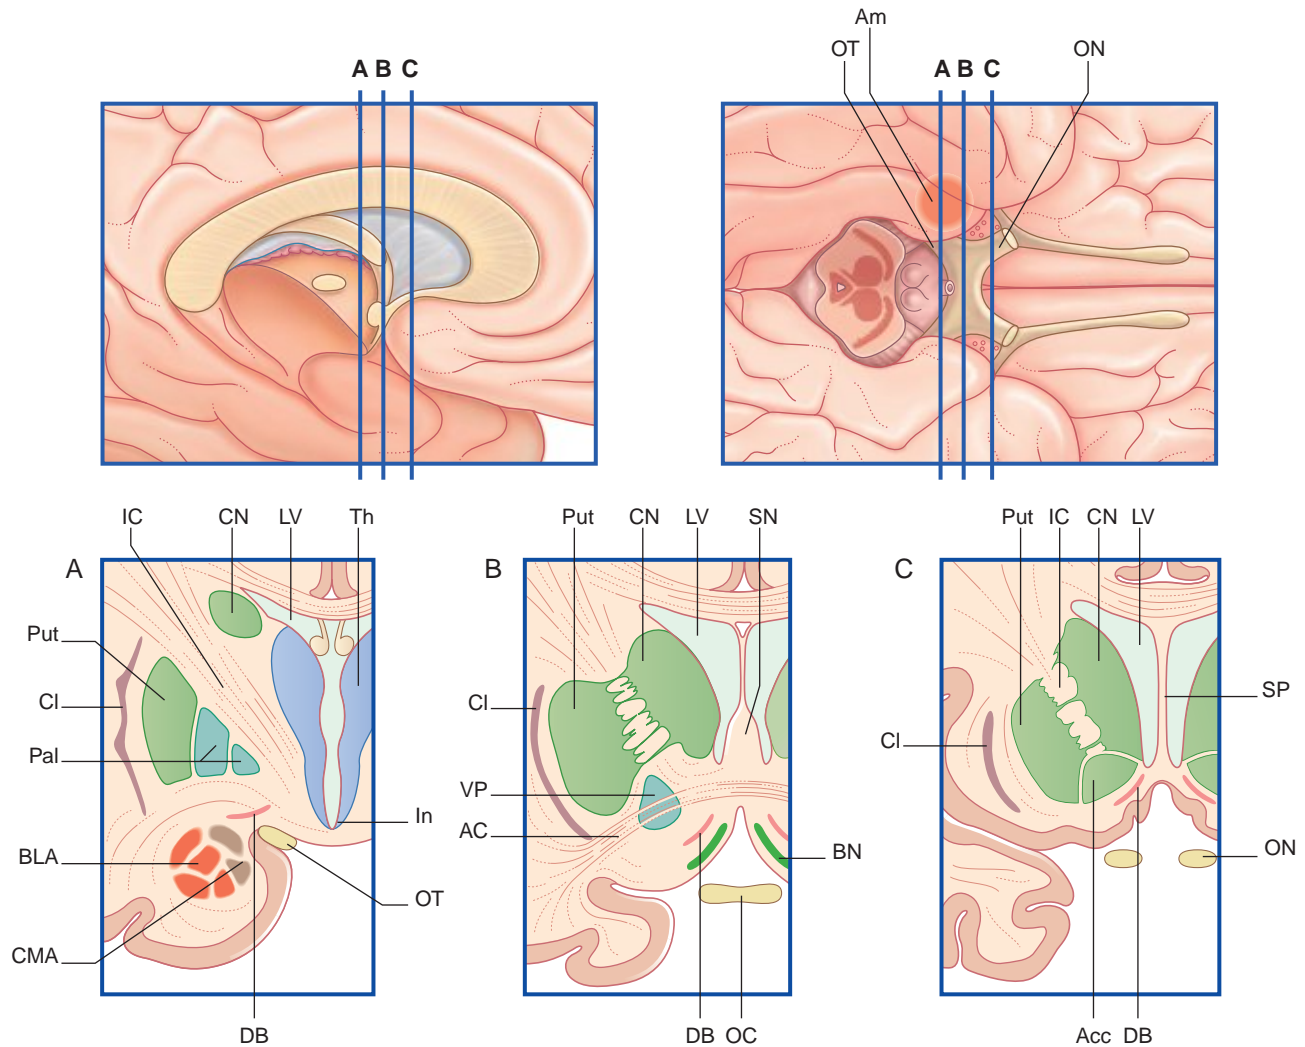 Am
OT
ON
A B C
A B C
IC
CN
LV
Th
A
Put
Cl
Pal
In
BLA
OT
CMA
DB
Put
CN
LV
SN
B
Cl
VP
AC
BN
DB
OC
Put
IC
CN
LV
C
SP
Cl
ON
Acc
DB